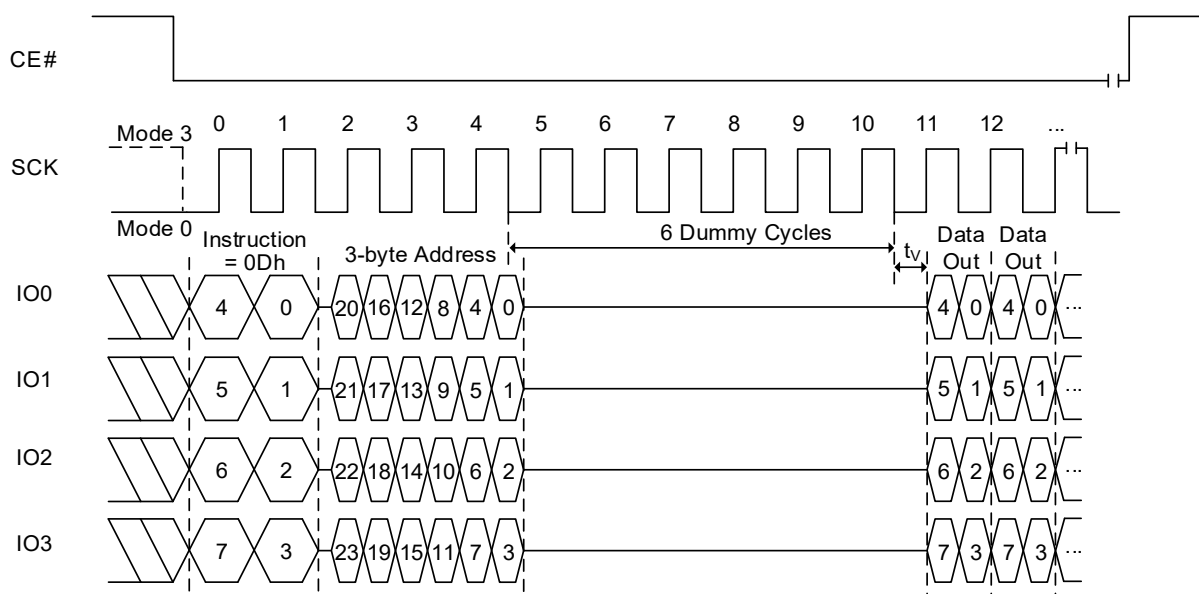 CE#
0 1 2 3 4 5 6 7 8 9 10 11 12 ...
Mode 3
SCK
Mode 0
Instruction
= 0Dh
3-byte Address
6 Dummy Cycles
tV
Data
Out
Data
Out
IO0 4 0 20 16 12 8 4 0 4 0 4 0 ...
IO1 5 1 21 17 13 9 5 1 5 1 5 1 ...
IO2 6 2 22 18 14 10 6 2 6 2 6 2 ...
IO3 7 3 23 19 15 11 7 3 7 3 7 3 ...